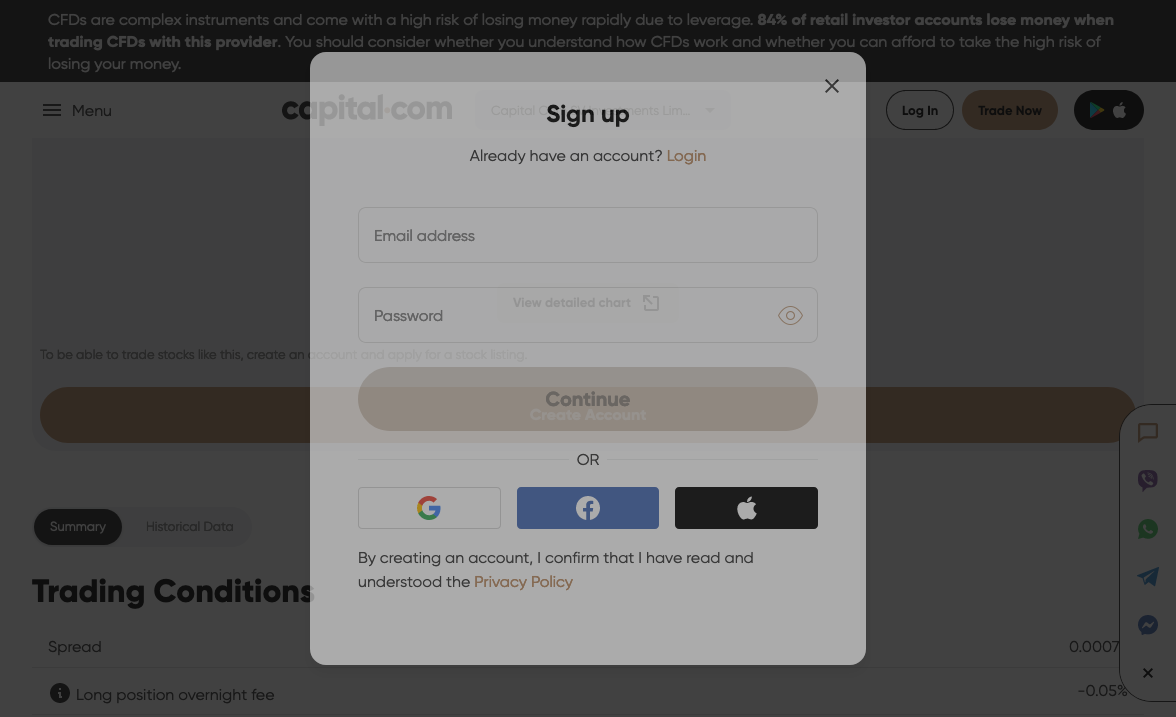 CFDs are complex instruments and come with a high risk of losing money rapidly due to leverage. 84% of retail investor accounts lose money when
trading CFDs with this provider. You should consider whether you understand how CFDs work and whether you can afford to take the high risk of
losing your money.
Menu
capital.com
Log In
Trade Now
Sign up
Already have an account? Login
Email address
View detailed chart
Password
To be able to trade stocks like this, create an account and apply for a stock listing.
Continue
Create Account
OR
Summary
Historical Data
By creating an account, I confirm that I have read and
understood the Privacy Policy
Trading Conditions
Spread
0.0007
Long position overnight fee
-0.05%